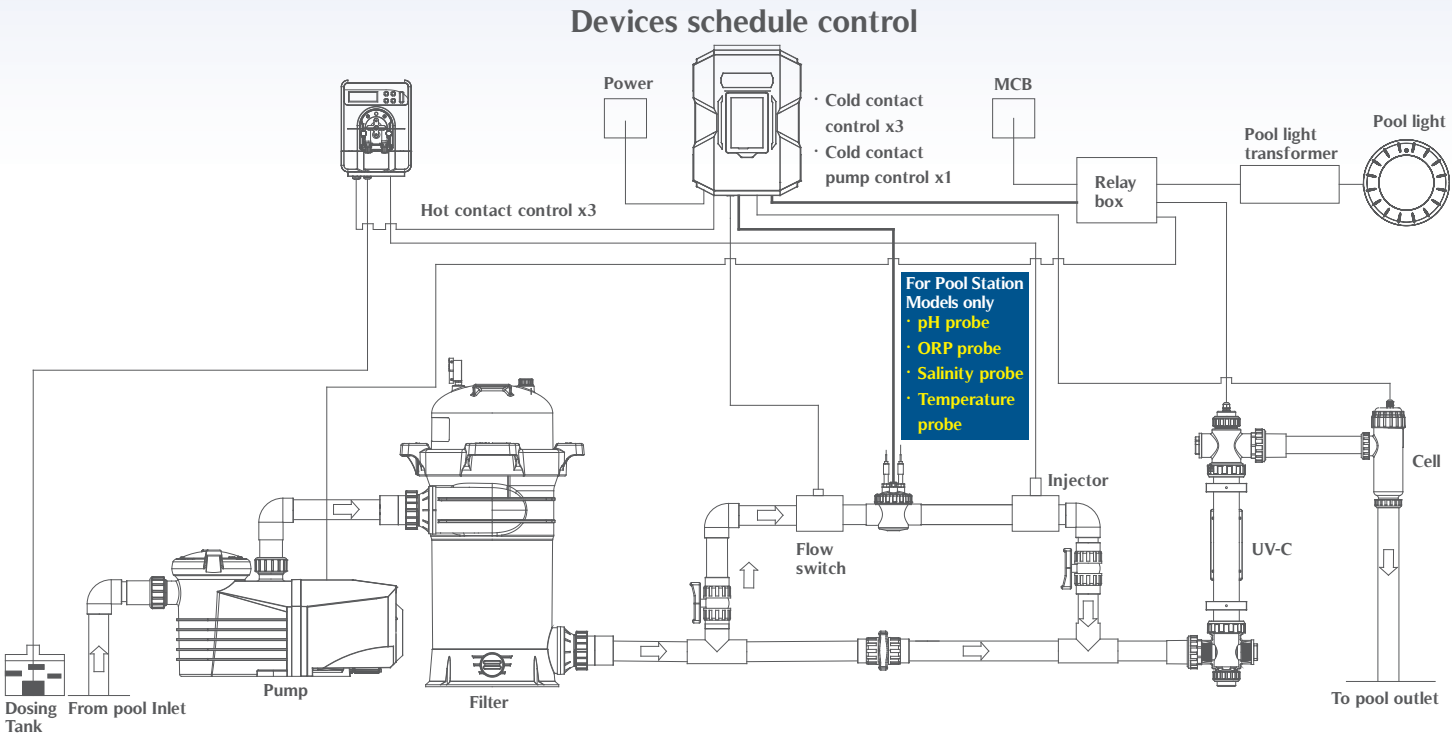 Devices schedule control
Power
· Cold contact
control x3
· Cold contact
pump control x1
MCB
Pool light
transformer
Pool light
Relay
box
Hot contact control x3
For Pool Station
Models only
· pH probe
· ORP probe
· Salinity probe
· Temperature
probe
Injector
Cell
Flow
switch
UV-C
Pump
Filter
Dosing
Tank
From pool Inlet
To pool outlet